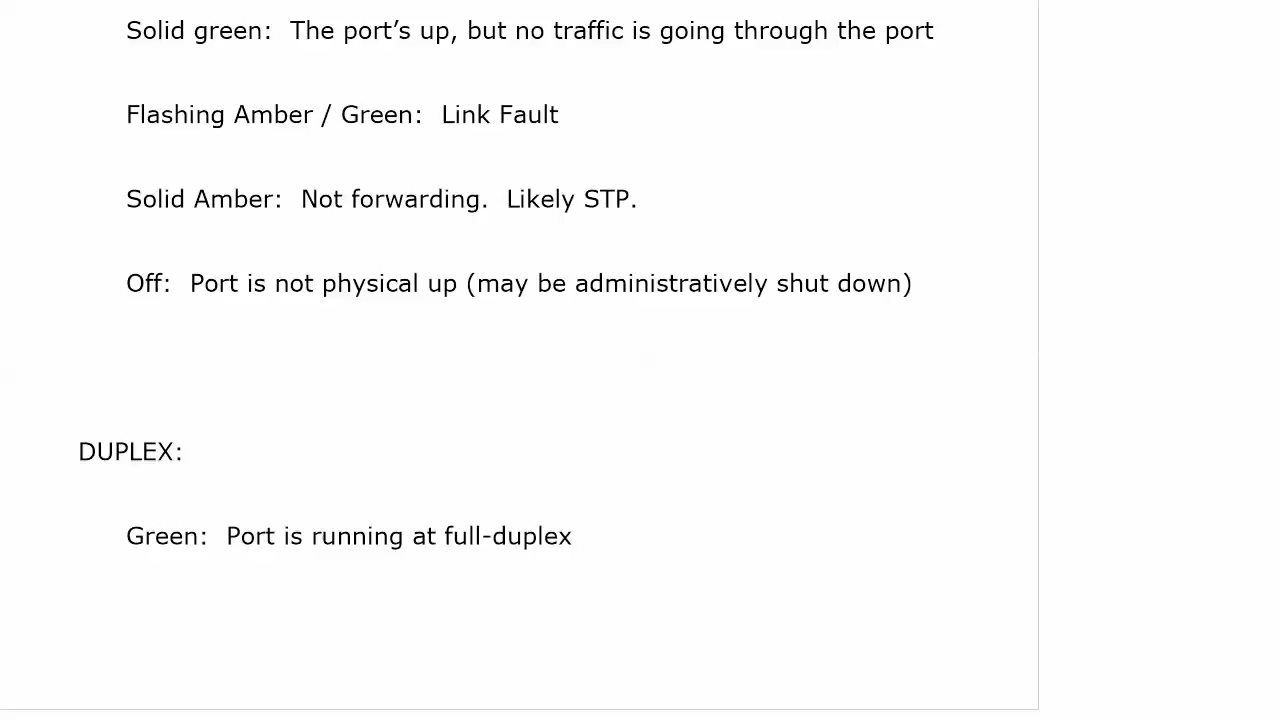 Solid green:  The port’s up, but no traffic is going through the port
Flashing Amber / Green:  Link Fault
Solid Amber:  Not forwarding.  Likely STP.
Off:  Port is not physical up (may be administratively shut down)
DUPLEX:
Green:  Port is running at full-duplex